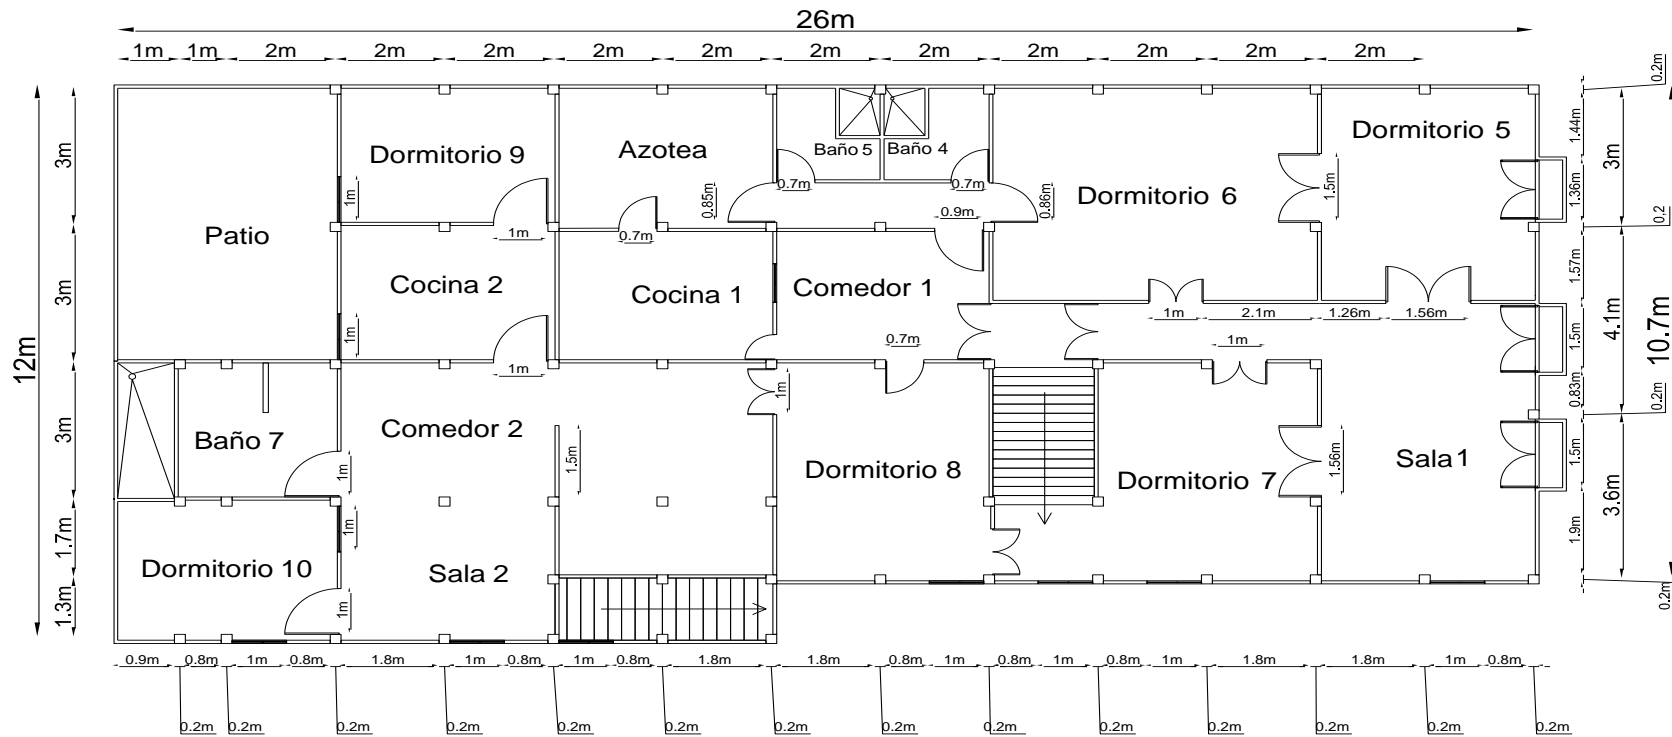 26m
1m 1m 2m 2m 2m 2m 2m 2m 2m 2m 2m 2m 2m
0.2m
12m
3m
3m
3m
1.7m
1.3m
Dormitorio 9
Azotea
Baño 5
Baño 4
Dormitorio 5
Dormitorio 6
1m
0.85m
0.7m
0.7m
0.86m
1.5m
0.9m
1m
0.7m
Patio
Cocina 2
Cocina 1
Comedor 1
1m
1m
0.7m
1m
2.1m
1.26m
1.56m
1m
1m
Baño 7
Comedor 2
Dormitorio 8
Dormitorio 7
Sala 1
1m
1.5m
1.56m
1m
Dormitorio 10
Sala 2
1m
1.44m
1.36m
1.57m
1.5m
0.83m
1.5m
1.9m
3m
4.1m
3.6m
0,2
10.7m
0.2m
0.2m
0.9m 0.8m 1m 0.8m 1.8m 1m 0.8m 1m 0.8m 1.8m 1.8m 0.8m 1m 0.8m 1m 0.8m 1m 1.8m 1.8m 1m 0.8m
0.2m 0.2m 0.2m 0.2m 0.2m 0.2m 0.2m 0.2m 0.2m 0.2m 0.2m 0.2m 0.2m